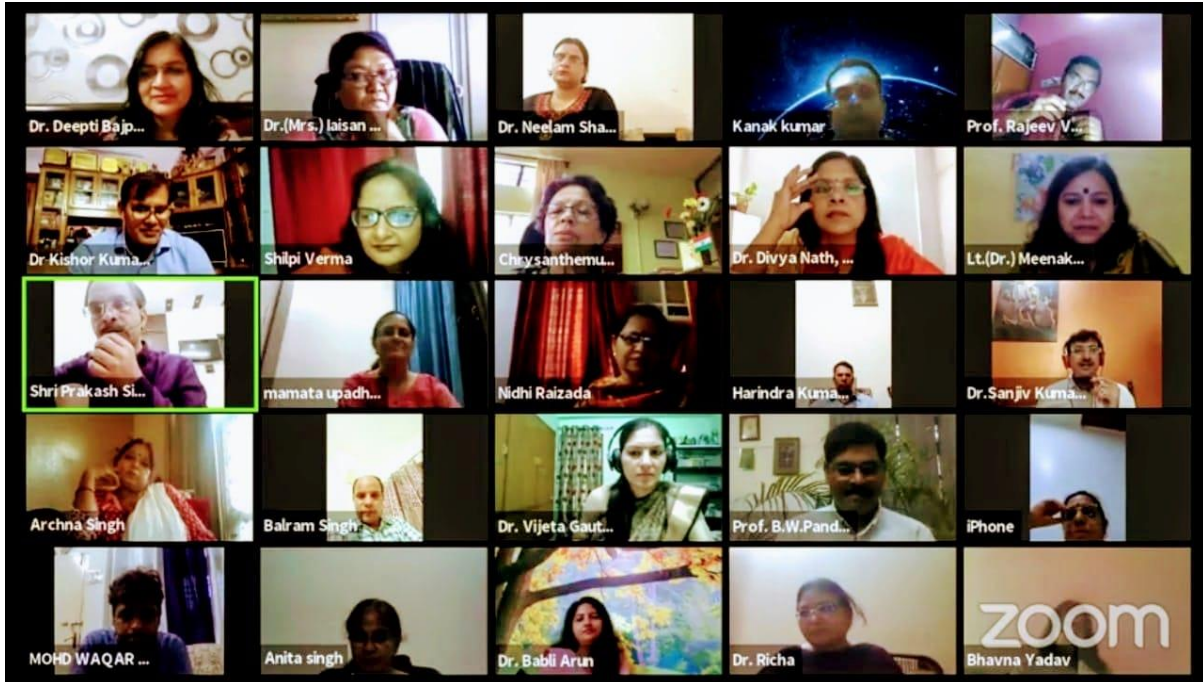 Dr. Deepti Bajp...
Dr.(Mrs.) laisan ...
Dr. Neelam Sha...
Kanak kumar
Prof. Rajeev V...
Dr Kishor Kuma...
Shilpi Verma
Chrysanthemu...
Dr. Divya Nath, ...
Lt.(Dr.) Meenak...
Shri Prakash Si...
mamata upadh...
Nidhi Raizada
Harindra Kuma...
Dr.Sanjiv Kuma...
Archna Singh
Balram Singh
Dr. Vijeta Gaut...
Prof. B.W.Pand...
iPhone
MOHD WAQAR ...
Anita singh
Dr. Babli Arun
Dr. Richa
Bhavna Yadav
zoom